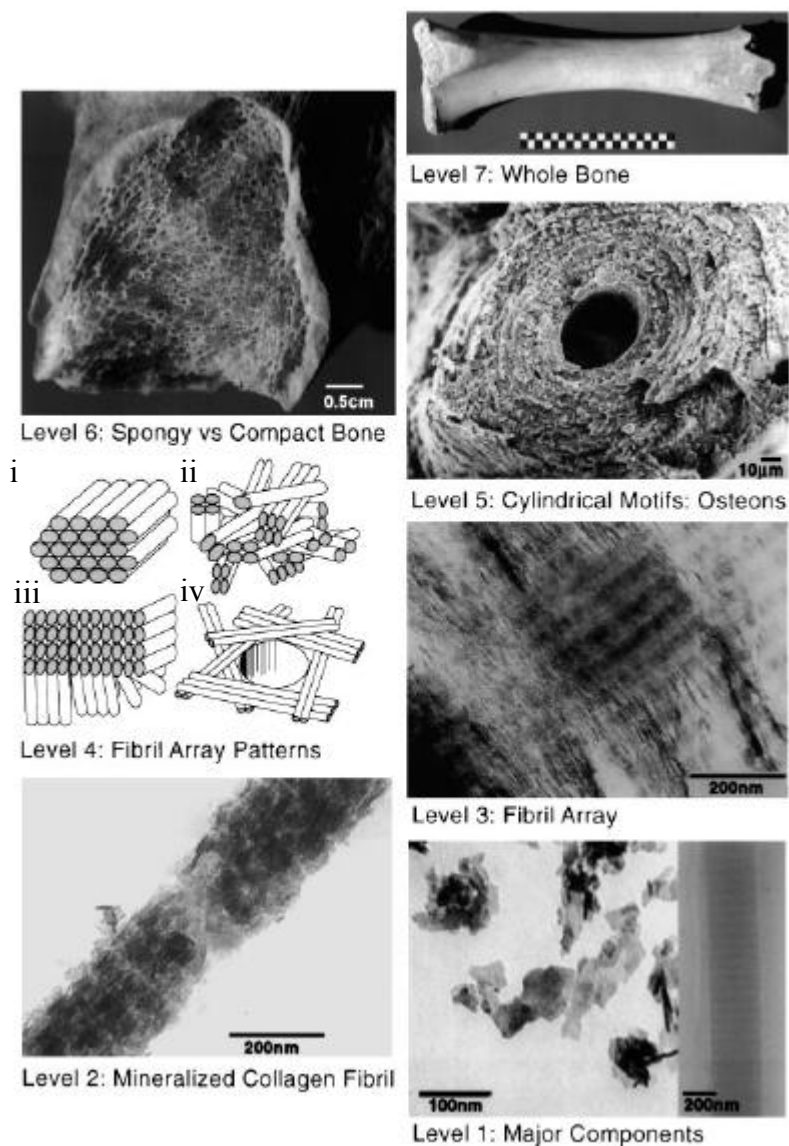 Level 7: Whole Bone
0.5cm
Level 6: Spongy vs Compact Bone
10µm
Level 5: Cylindrical Motifs: Osteons
i
ii
iii
iv
Level 4: Fibril Array Patterns
200nm
Level 3: Fibril Array
200nm
Level 2: Mineralized Collagen Fibril
100nm
200nm
Level 1: Major Components